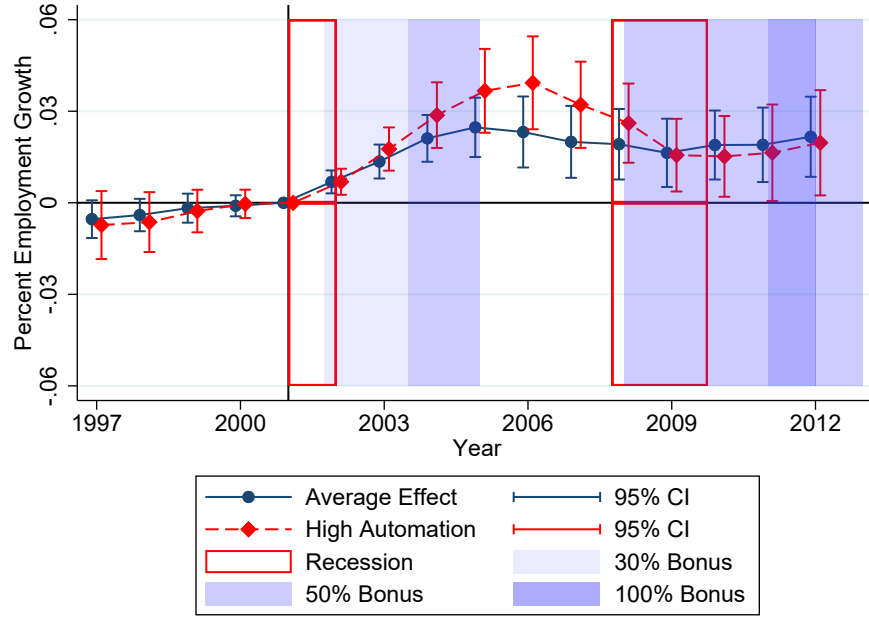 Percent Employment Growth
.06
.03
0
-.03
-.06
1997 2000 2003 2006 2009 2012
Year
Average Effect 95% CI
High Automation 95% CI
Recession 30% Bonus
50% Bonus 100% Bonus